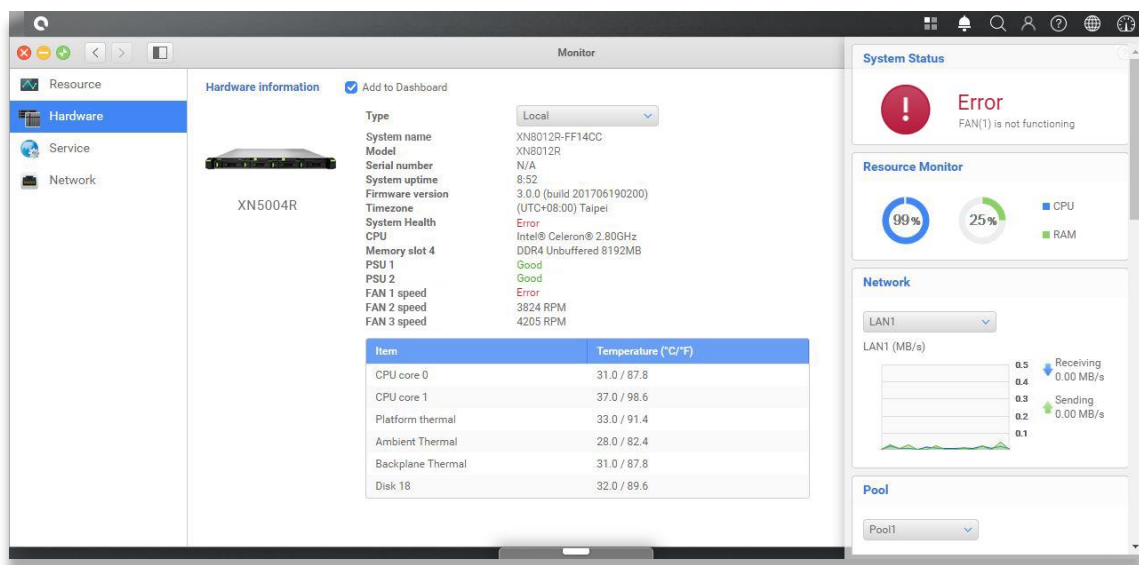 Monitor
Resource
Hardware
Service
Network
Hardware information
Add to Dashboard
XN5004R
Type Local
System name XN8012R-FF14CC
Model XN8012R
Serial number N/A
System uptime 8:52
Firmware version 3.0.0 (build 201706190200)
Timezone (UTC+08:00) Taipei
System Health Error
CPU Intel® Celeron® 2.80GHz
Memory slot 4 DDR4 Unbuffered 8192MB
PSU 1 Good
PSU 2 Good
FAN 1 speed Error
FAN 2 speed 3824 RPM
FAN 3 speed 4205 RPM
Item Temperature (°C/°F)
CPU core 0 31.0 / 87.8
CPU core 1 37.0 / 98.6
Platform thermal 33.0 / 91.4
Ambient Thermal 28.0 / 82.4
Backplane Thermal 31.0 / 87.8
Disk 18 32.0 / 89.6
System Status
Error
FAN(1) is not functioning
Resource Monitor
99%
25%
CPU
RAM
Network
LAN1
LAN1 (MB/s)
0.5
0.4
0.3
0.2
0.1
Receiving
0.00 MB/s
Sending
0.00 MB/s
Pool
Pool1